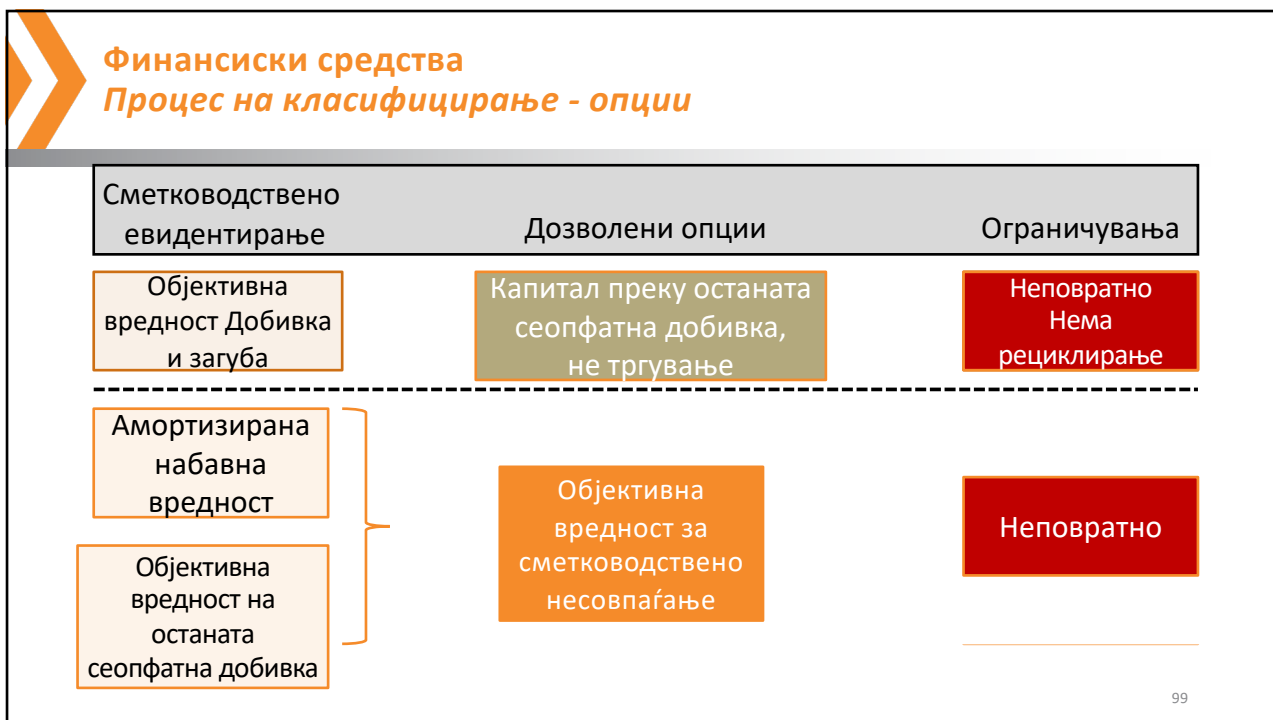 Финансиски средства
Процес на класифицирање - опции
Сметководствено
евидентирање
Дозволени опции
Ограничувања
Објективна
вредност Добивка
и загуба
Капитал преку останата
сеопфатна добивка,
не тргување
Неповратно
Нема
рециклирање
Амортизирана
набавна
вредност
Објективна
вредност на
останата
сеопфатна добивка
Објективна
вредност за
сметководствено
несовпаѓање
Неповратно
99